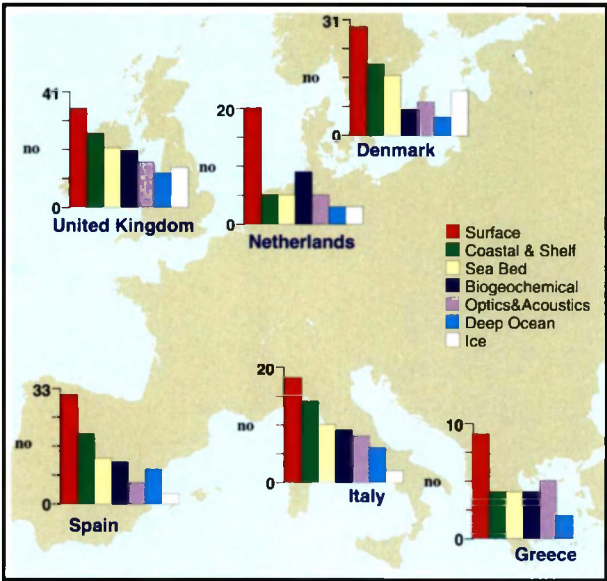 31
no
0
Denmark
41
no
0
United Kingdom
20
no
0
Netherlands
Surface
Coastal & Shelf
Sea Bed
Biogeochemical
Optics&Acoustics
Deep Ocean
Ice
33
no
0
Spain
20
no
0
Italy
10
no
0
Greece